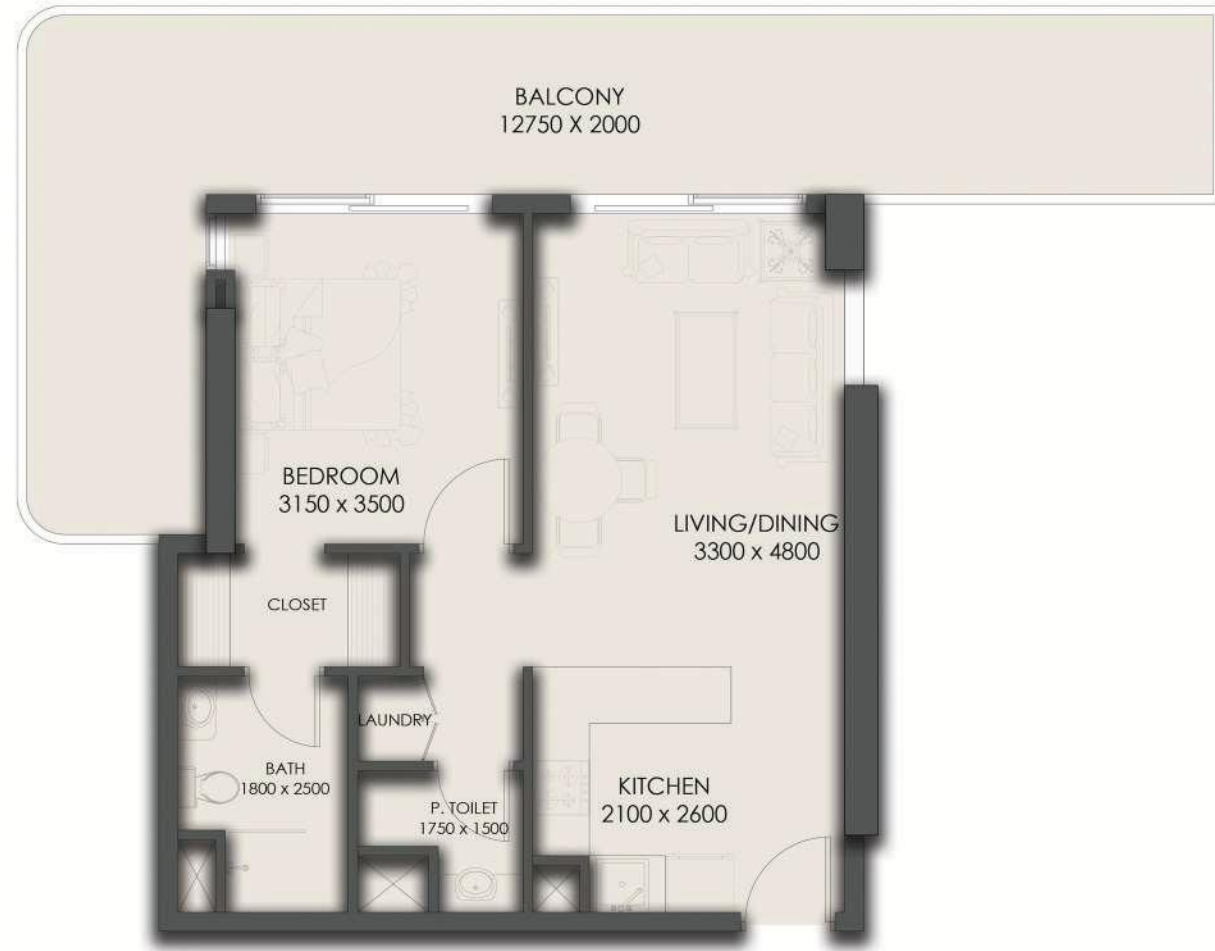 BALCONY
12750 X 2000
BEDROOM
3150 x 3500
LIVING/DINING
3300 x 4800
CLOSET
LAUNDRY
BATH
1800 x 2500
P. TOILET
1750 x 1500
KITCHEN
2100 x 2600